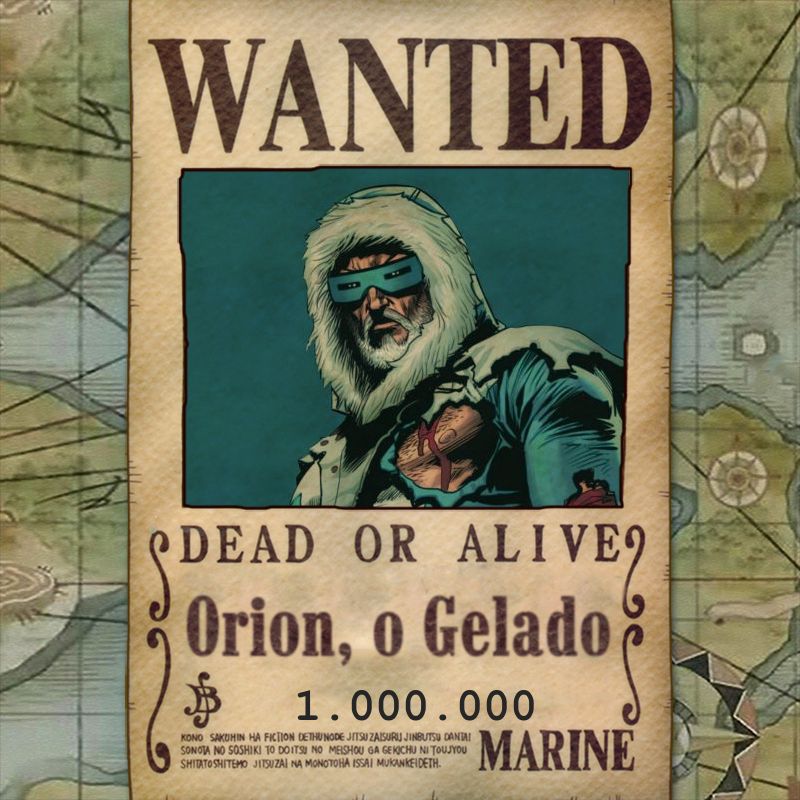 WANTED
DEAD OR ALIVE
Orion, o Gelado
1.000.000
KONO SAKUHIN HA FICTION DETHUNODE JITSUZAISURU JINBUTSU DANTAI
SONOTA NO SOSHIKI TO DOITSU NO MEISHOU GA GEKICHU NI TOUJYOU
SHITATOSHITEMO JITSUZAI NA MONOTOHA ISSAI MUKANKEIDETH.
MARINE